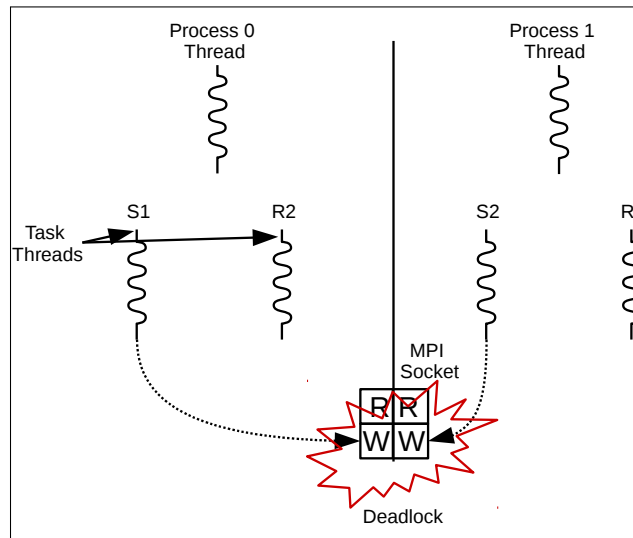 Process 0
Thread
Process 1
Thread
S1
R2
S2
R
Task
Threads
MPI
Socket
R R
W W
Deadlock